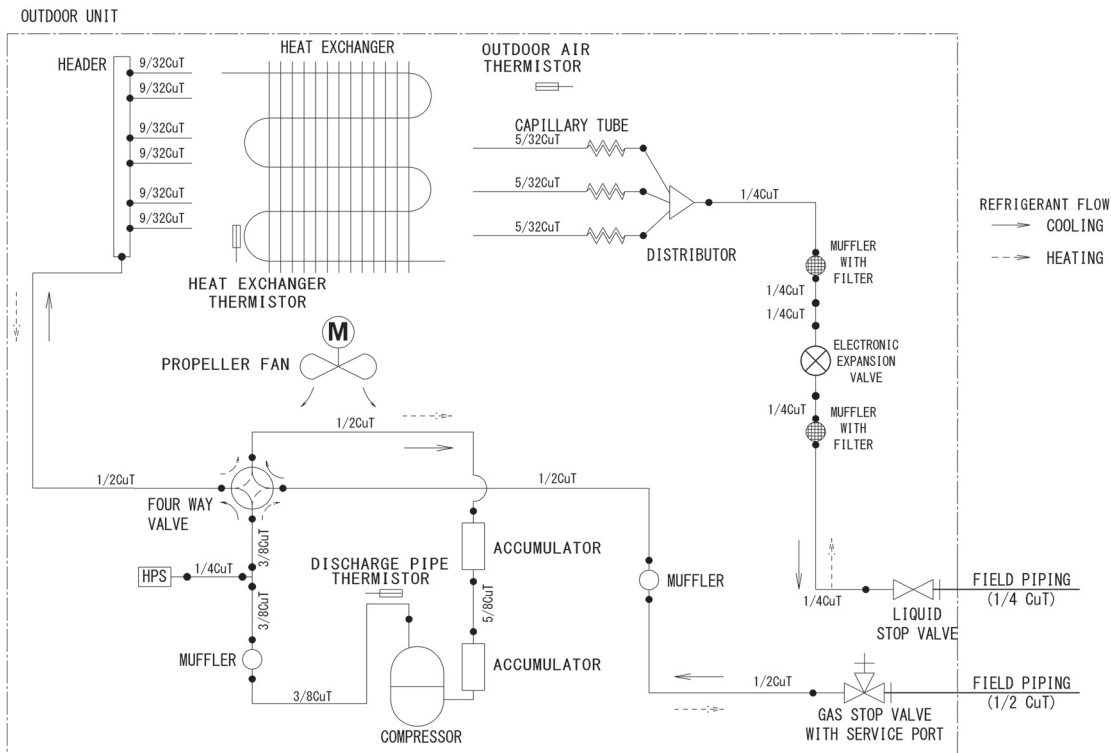 OUTDOOR UNIT
HEADER
9/32CuT
9/32CuT
9/32CuT
9/32CuT
9/32CuT
9/32CuT
HEAT EXCHANGER
HEAT EXCHANGER
THERMISTOR
OUTDOOR AIR
THERMISTOR
CAPILLARY TUBE
5/32CuT
5/32CuT
5/32CuT
DISTRIBUTOR
1/4CuT
MUFFLER
WITH
FILTER
1/4CuT
1/4CuT
ELECTRONIC
EXPANSION
VALVE
1/4CuT
MUFFLER
WITH
FILTER
REFRIGERANT FLOW
COOLING
HEATING
M
PROPELLER FAN
1/2CuT
1/2CuT
1/2CuT
FOUR WAY
VALVE
3/8CuT
HPS
1/4CuT
3/8CuT
MUFFLER
3/8CuT
DISCHARGE PIPE
THERMISTOR
COMPRESSOR
ACCUMULATOR
5/8CuT
ACCUMULATOR
MUFFLER
1/4CuT
LIQUID
STOP VALVE
FIELD PIPING
(1/4 CuT)
1/2CuT
GAS STOP VALVE
WITH SERVICE PORT
FIELD PIPING
(1/2 CuT)